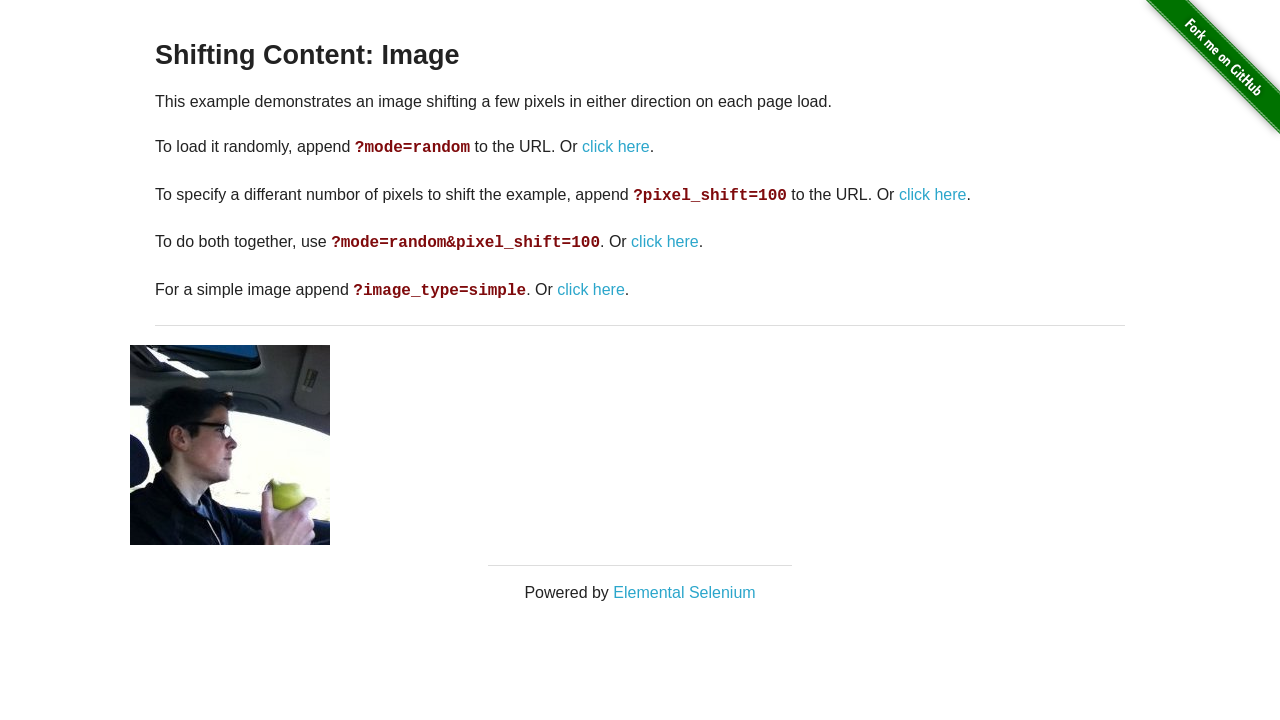 Fork me on GitHub
Shifting Content: Image
This example demonstrates an image shifting a few pixels in either direction on each page load.
To load it randomly, append ?mode=random to the URL. Or click here.
To specify a differant numbor of pixels to shift the example, append ?pixel_shift=100 to the URL. Or click here.
To do both together, use ?mode=random&pixel_shift=100. Or click here.
For a simple image append ?image_type=simple. Or click here.
Powered by Elemental Selenium